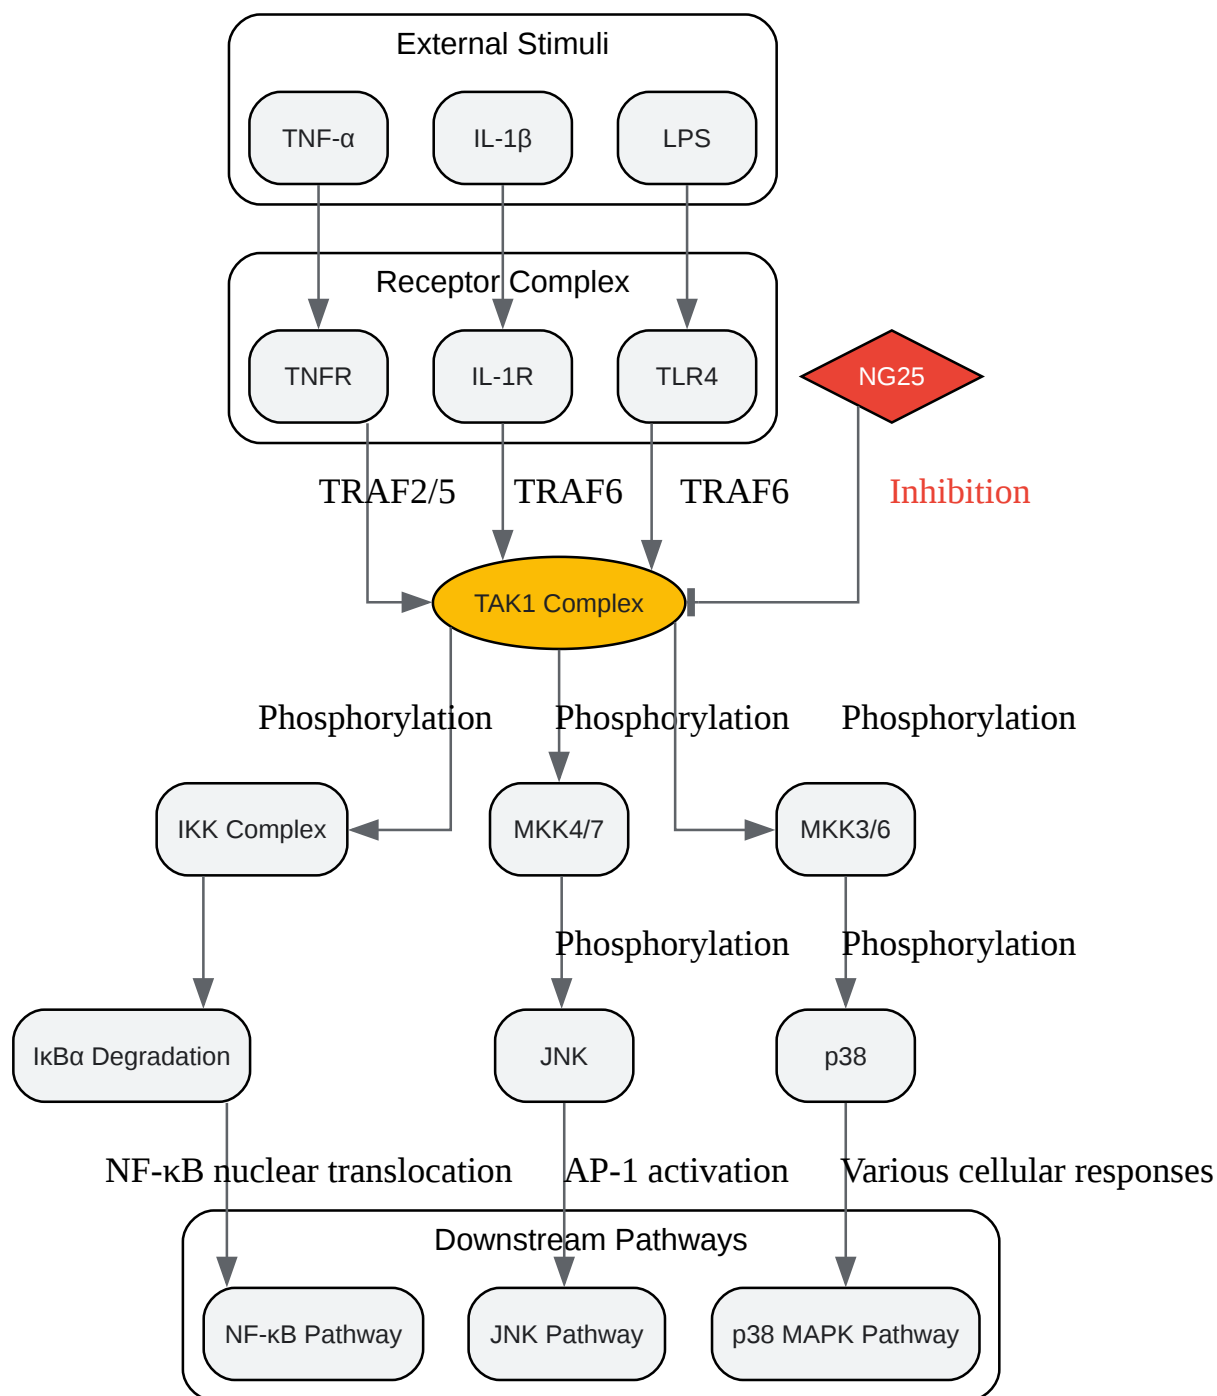 External Stimuli
TNF-α
IL-1β
LPS
Receptor Complex
TNFR
IL-1R
TLR4
NG25
TRAF2/5
TRAF6
TRAF6
Inhibition
TAK1 Complex
Phosphorylation
Phosphorylation
Phosphorylation
IKK Complex
MKK4/7
MKK3/6
Phosphorylation
Phosphorylation
IκBα Degradation
JNK
p38
NF-κB nuclear translocation
AP-1 activation
Various cellular responses
Downstream Pathways
NF-κB Pathway
JNK Pathway
p38 MAPK Pathway